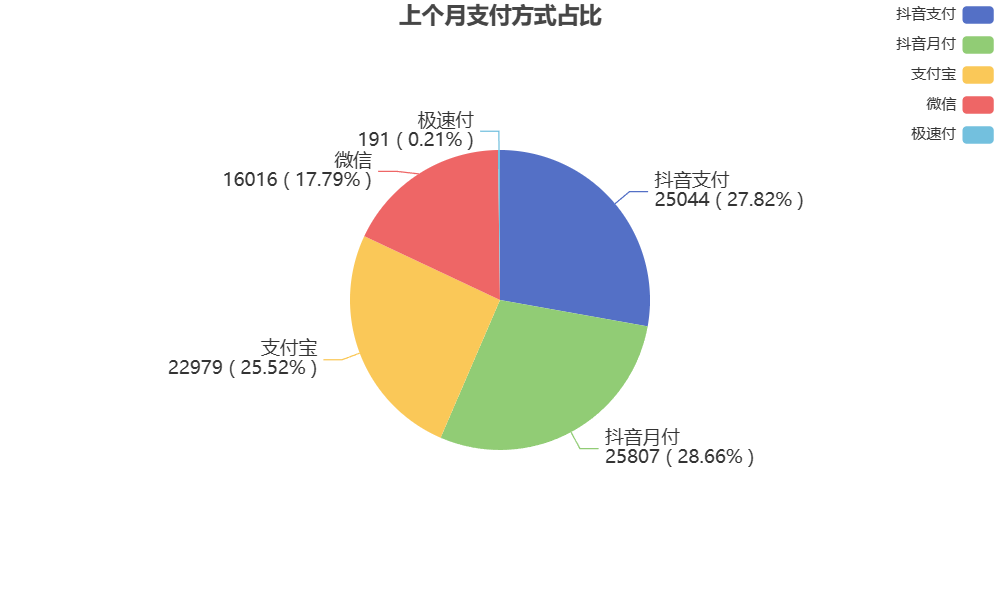 上个月支付方式占比
抖音支付
抖音月付
支付宝
微信
极速付
极速付
191 ( 0.21% )
微信
16016 ( 17.79% )
抖音支付
25044 ( 27.82% )
支付宝
22979 ( 25.52% )
抖音月付
25807 ( 28.66% )